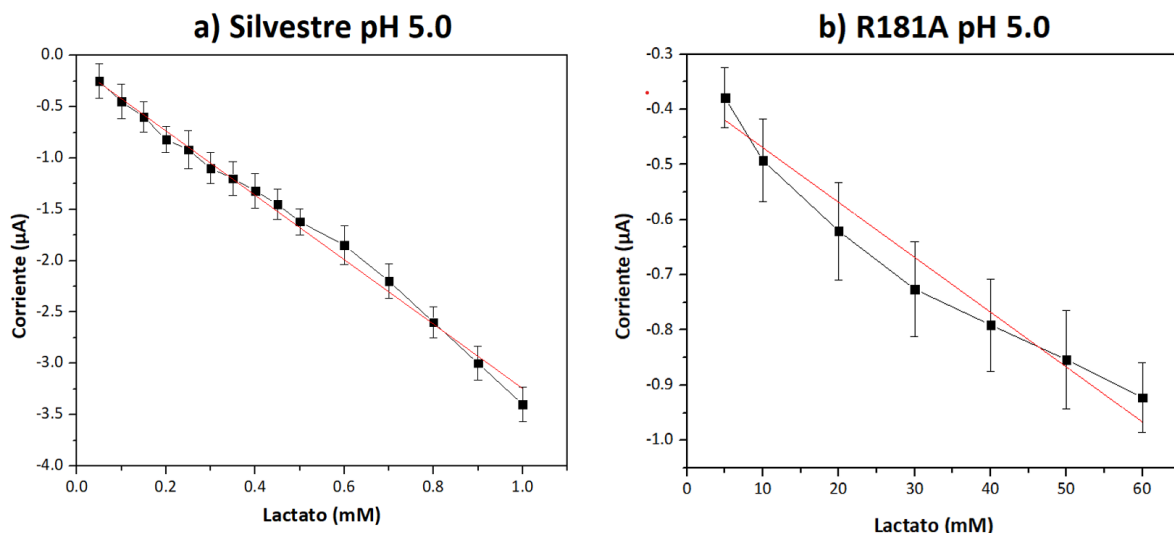 a) Silvestre pH 5.0
0.0
-0.5
-1.0
-1.5
-2.0
-2.5
-3.0
-3.5
-4.0
Corriente (µA)
0.0 0.2 0.4 0.6 0.8 1.0
Lactato (mM)
b) R181A pH 5.0
-0.3
-0.4
-0.5
-0.6
-0.7
-0.8
-0.9
-1.0
Corriente (µA)
0 10 20 30 40 50 60
Lactato (mM)